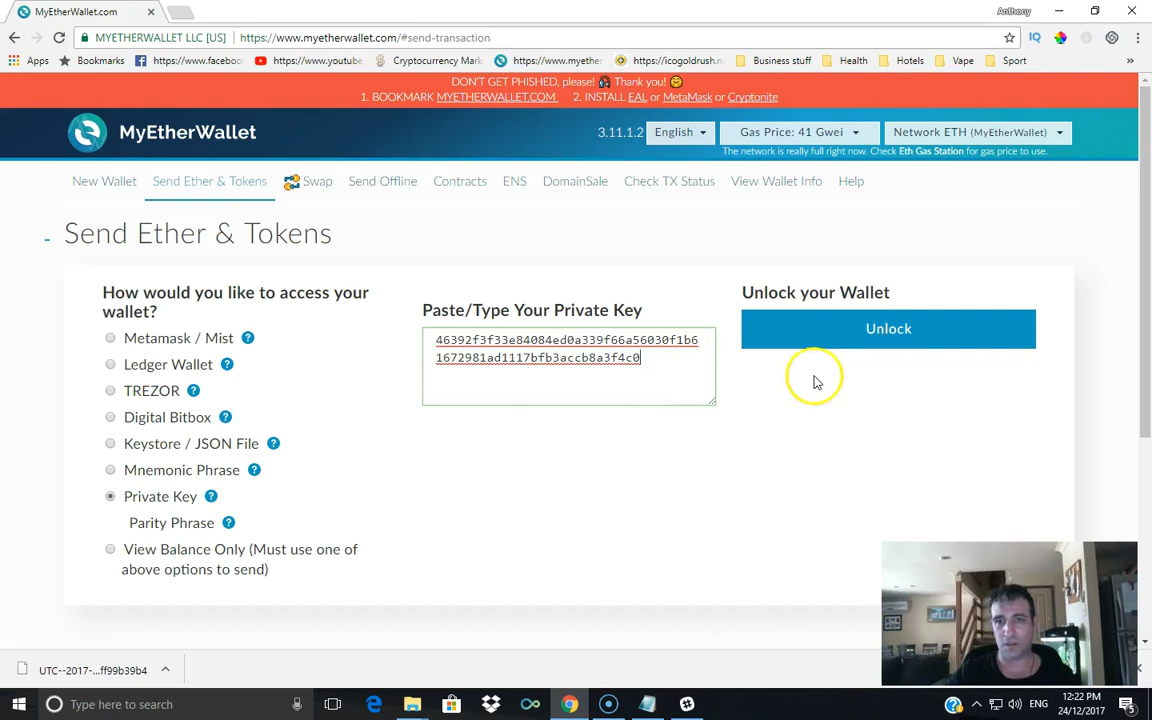 MyEtherWallet.com
Anthony
MYETHERWALLET LLC [US]
https://www.myetherwallet.com/#send-transaction
IQ
Apps
Bookmarks
https://www.faceboo
https://www.youtube
Cryptocurrency Mark
https://www.myether
https://icogoldrush.n
Business stuff
Health
Hotels
Vape
Sport
DON'T GET PHISHED, please! Thank you!
1. BOOKMARK MYETHERWALLET.COM 2. INSTALL EAL or MetaMask or Cryptonite
MyEtherWallet
3.11.1.2
English
Gas Price: 41 Gwei
Network ETH (MyEtherWallet)
The network is really full right now. Check Eth Gas Station for gas price to use.
New Wallet
Send Ether & Tokens
Swap
Send Offline
Contracts
ENS
DomainSale
Check TX Status
View Wallet Info
Help
Send Ether & Tokens
How would you like to access your
wallet?
Metamask / Mist ?
Ledger Wallet ?
TREZOR ?
Digital Bitbox ?
Keystore / JSON File ?
Mnemonic Phrase ?
Private Key ?
Parity Phrase ?
View Balance Only (Must use one of
above options to send)
Paste/Type Your Private Key
46392f3f33e84084ed0a339f66a56030f1b6
1672981ad1117bfb3accb8a3f4c0
Unlock your Wallet
Unlock
UTC--2017-...ff99b39b4
Type here to search
ENG
12:22 PM
24/12/2017
5